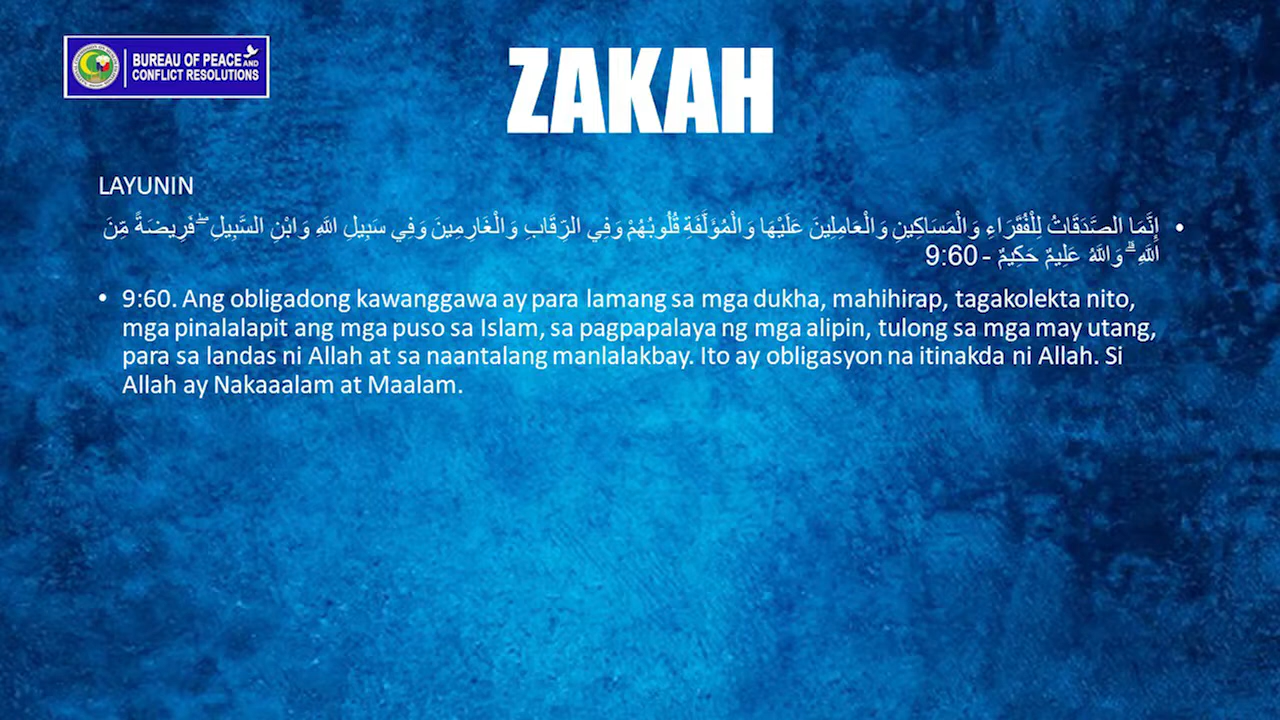 BUREAU OF PEACE AND
CONFLICT RESOLUTIONS
ZAKAH
LAYUNIN
• إِنَّمَا الصَّدَقَاتُ لِلْفُقَرَاءِ وَالْمَسَاكِينِ وَالْعَامِلِينَ عَلَيْهَا وَالْمُؤَلَّفَةِ قُلُوبُهُمْ وَفِي الرِّقَابِ وَالْغَارِمِينَ وَفِي سَبِيلِ اللَّهِ وَابْنِ السَّبِيلِ ۖ فَرِيضَةً مِّنَ
اللَّهِ ۗ وَاللَّهُ عَلِيمٌ حَكِيمٌ - 9:60
• 9:60. Ang obligadong kawanggawa ay para lamang sa mga dukha, mahihirap, tagakolekta nito,
mga pinalalapit ang mga puso sa Islam, sa pagpapalaya ng mga alipin, tulong sa mga may utang,
para sa landas ni Allah at sa naantalang manlalakbay. Ito ay obligasyon na itinakda ni Allah. Si
Allah ay Nakaaalam at Maalam.